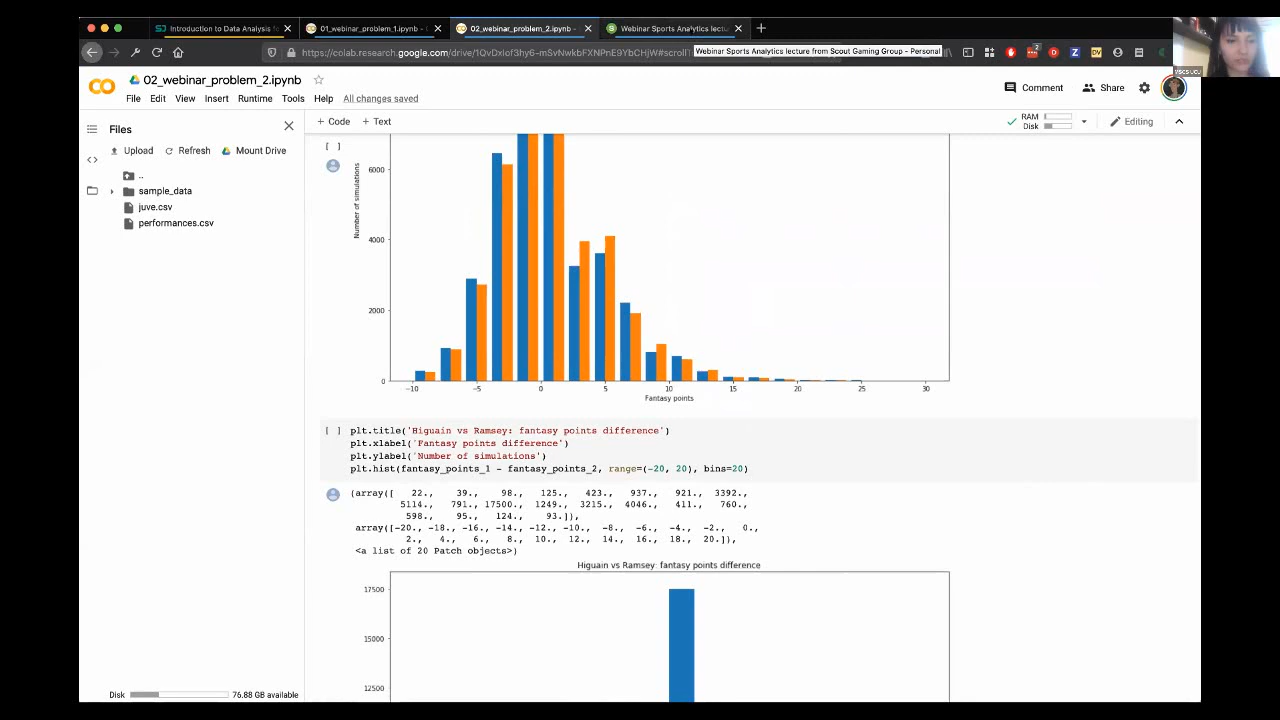 Introduction to Data Analysis f
01_webinar_problem_1.ipynb -
02_webinar_problem_2.ipynb -
Webinar Sports Analytics lectu
https://colab.research.google.com/drive/1QvDxlof3hy6-mSvNwkbFXNPnE9YbCHjW#scroll
Webinar Sports Analytics lecture from Scout Gaming Group - Personal
02_webinar_problem_2.ipynb
Comment
Share
File Edit View Insert Runtime Tools Help All changes saved
Files
+ Code + Text
RAM
Disk
Editing
Upload Refresh Mount Drive
..
sample_data
juve.csv
performances.csv
[ ]
Number of simulations
6000
4000
2000
0
−10 −5 0 5 10 15 20 25 30
Fantasy points
[ ] plt.title('Higuain vs Ramsey: fantasy points difference')
plt.xlabel('Fantasy points difference')
plt.ylabel('Number of simulations')
plt.hist(fantasy_points_1 - fantasy_points_2, range=(-20, 20), bins=20)
(array([ 22., 39., 98., 125., 423., 937., 921., 3392.,
5114., 791., 17500., 1249., 3215., 4046., 411., 760.,
598., 95., 124., 93.]),
array([-20., -18., -16., -14., -12., -10., -8., -6., -4., -2., 0.,
2., 4., 6., 8., 10., 12., 14., 16., 18., 20.]),
<a list of 20 Patch objects>)
Higuain vs Ramsey: fantasy points difference
17500
15000
12500
Disk 76.88 GB available